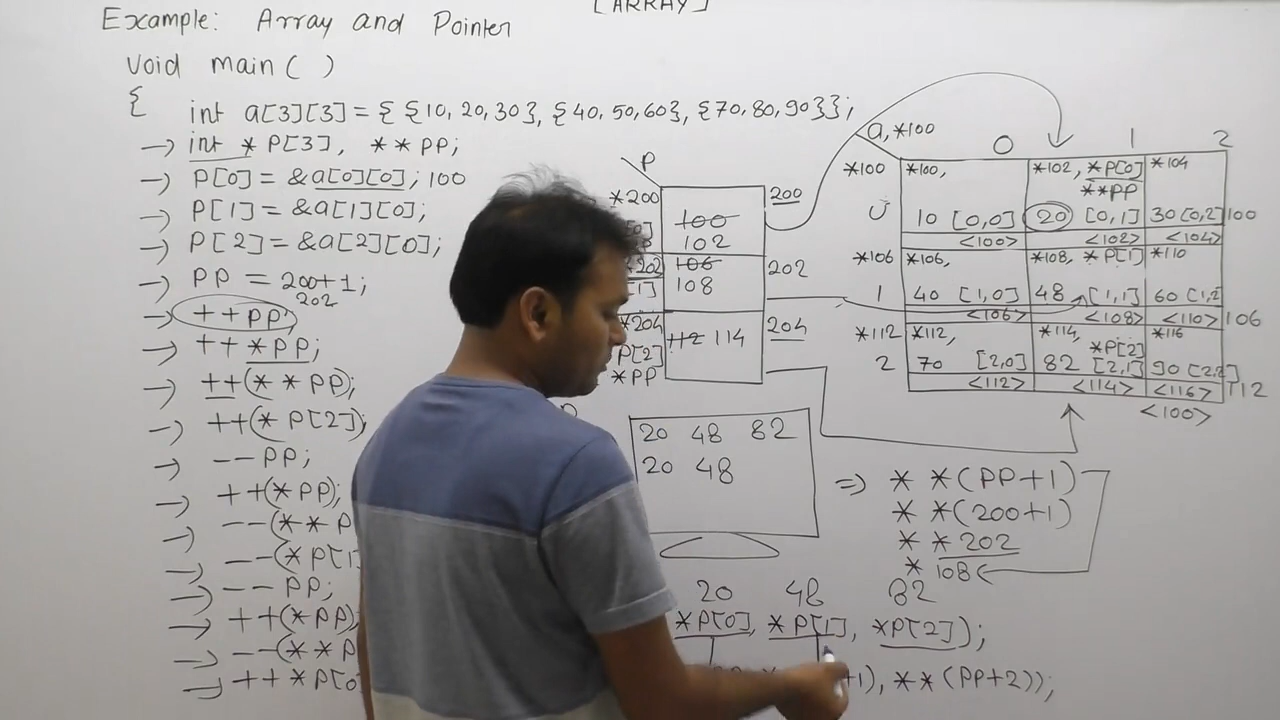 [ARRAY]
Example: Array and Pointer
void main( )
{ int a[3][3] = { {10, 20, 30}, {40, 50, 60}, {70, 80, 90}};
→ int *P[3], **PP;
→ P[0] = &a[0][0]; 100
→ P[1] = &a[1][0];
→ P[2] = &a[2][0];
PP = 200+1;
202
→ ++PP;
→ ++*PP;
→ ++(**PP);
→ ++(*P[2]);
→ --PP;
→ ++(*PP);
→ --(**P
→ --(*P[1
→ --PP;
→ ++(*PP);
→ --(**P
→ ++*P[0
P
*200 100 200
102
*202 106 202
108
*204 112 114 204
P[2]
*PP
a, *100
0 1 2
*100 *100, *102, *P[0] *104
**PP
10 [0,0] 20 [0,1] 30 [0,2] 100
<100> <102> <104>
*106 *106, *108, *P[1] *110
1 40 [1,0] 48 [1,1] 60 [1,2
<106> <108> <110> 106
*112 *112, *114, *116
*P[2]
2 70 [2,0] 82 [2,1] 90 [2,2]
<112> <114> <116> 112
<100>
20 48 82
20 48
⇒ **(PP+1)
**(200+1)
**202
*108
20 48 82
*P[0], *P[1], *P[2]);
+1), **(PP+2));